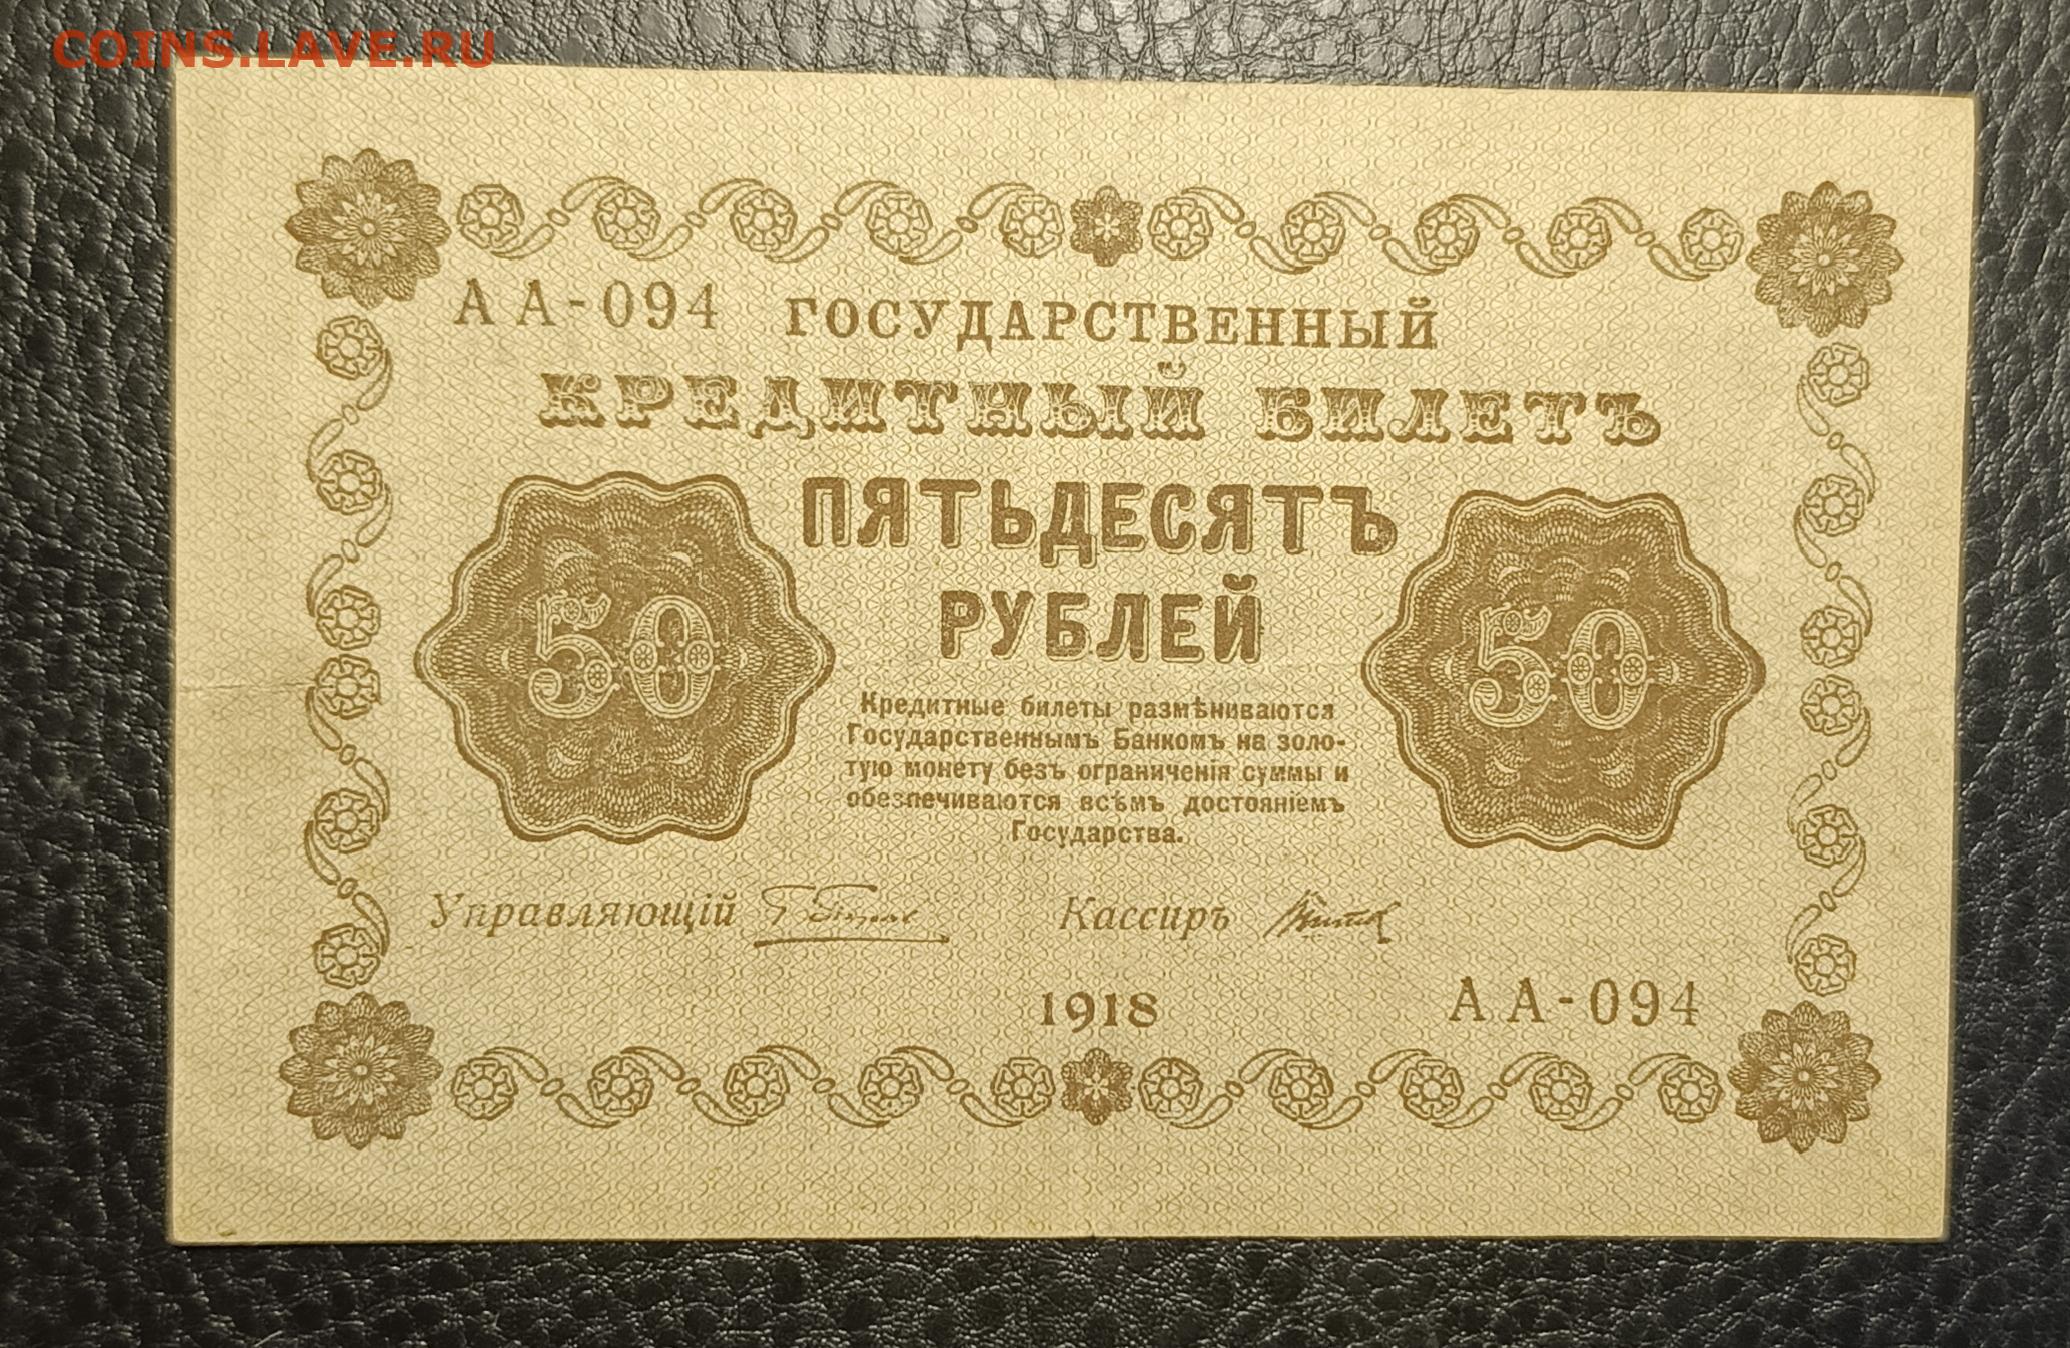 COINS.LAVE.RU
АА-094 ГОСУДАРСТВЕННЫЙ
КРЕДИТНЫЙ БИЛЕТЪ
ПЯТЬДЕСЯТЪ
РУБЛЕЙ
50 50
Кредитные билеты размѣниваются
Государственнымъ Банкомъ на золо-
тую монету безъ ограниченія суммы и
обезпечиваются всѣмъ достояніемъ
Государства.
Управляющій Кассиръ
1918 АА-094